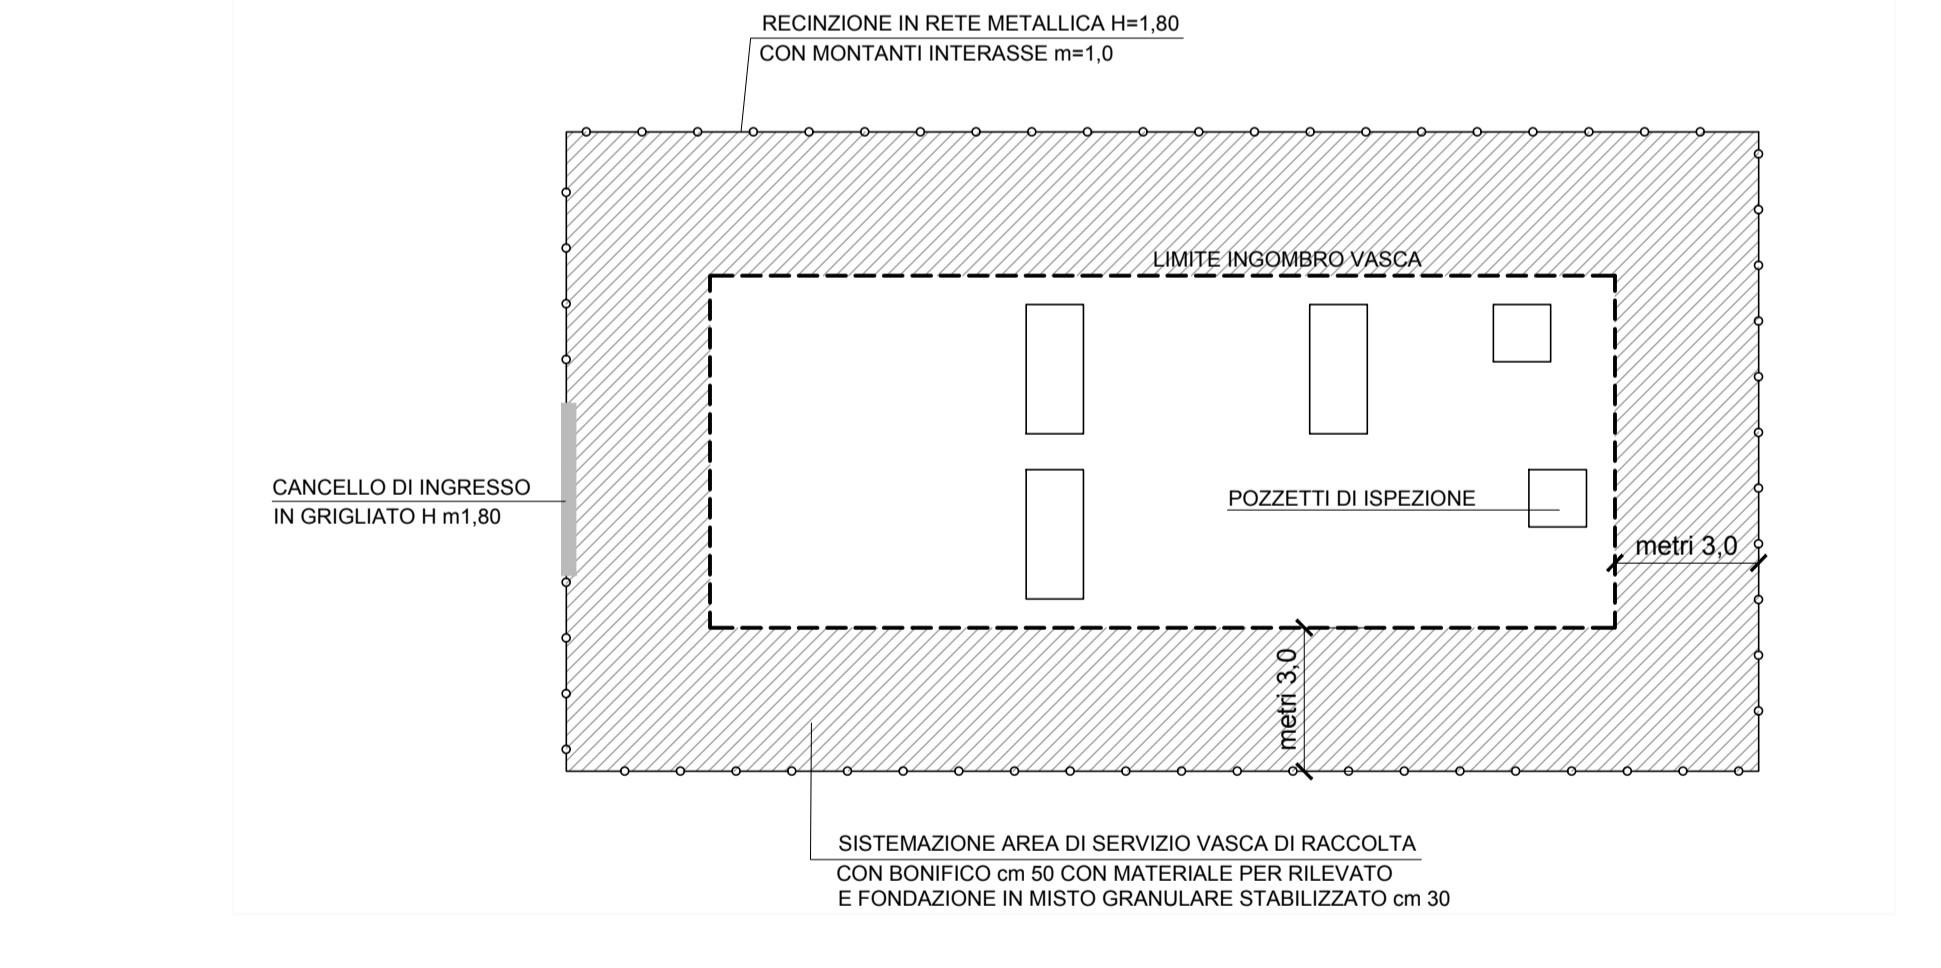 RECINZIONE IN RETE METALLICA H=1,80
CON MONTANTI INTERASSE m=1,0
LIMITE INGOMBRO VASCA
CANCELLO DI INGRESSO
IN GRIGLIATO H m1,80
POZZETTI DI ISPEZIONE
metri 3,0
metri 3,0
SISTEMAZIONE AREA DI SERVIZIO VASCA DI RACCOLTA
CON BONIFICO cm 50 CON MATERIALE PER RILEVATO
E FONDAZIONE IN MISTO GRANULARE STABILIZZATO cm 30